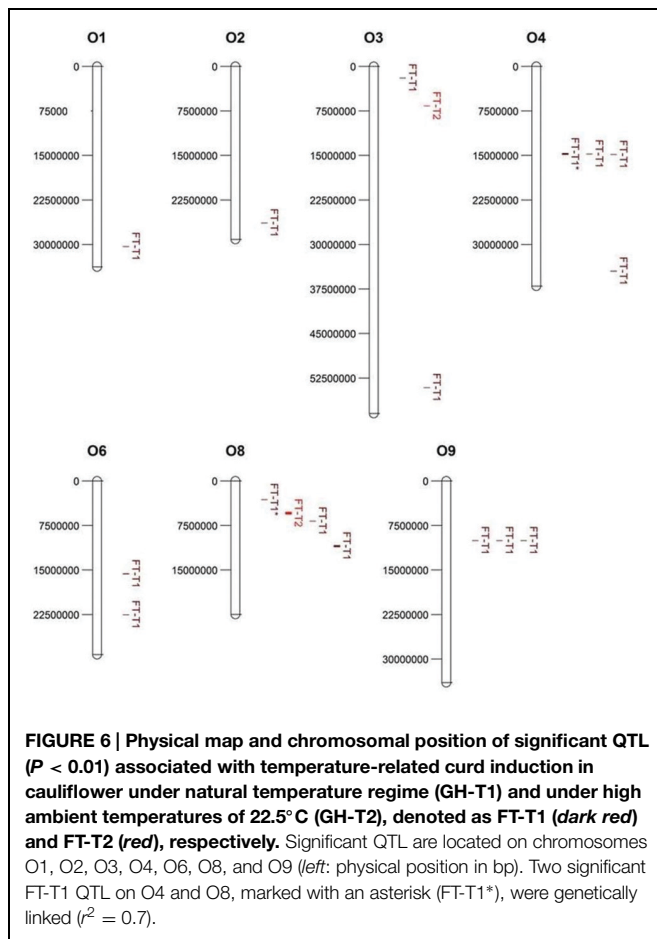 O1
O2
O3
O4
0
75000
15000000
22500000
30000000
FT-T1
0
7500000
15000000
22500000
FT-T1
0
7500000
15000000
22500000
30000000
37500000
45000000
52500000
FT-T1
FT-T2
FT-T1
0
7500000
15000000
22500000
30000000
FT-T1*
FT-T1
FT-T1
FT-T1
O6
O8
O9
0
7500000
15000000
22500000
FT-T1
FT-T1
0
7500000
15000000
FT-T1*
FT-T2
FT-T1
FT-T1
0
7500000
15000000
22500000
30000000
FT-T1
FT-T1
FT-T1
FIGURE 6 | Physical map and chromosomal position of significant QTL
(P < 0.01) associated with temperature-related curd induction in
cauliflower under natural temperature regime (GH-T1) and under high
ambient temperatures of 22.5°C (GH-T2), denoted as FT-T1 (dark red)
and FT-T2 (red), respectively. Significant QTL are located on chromosomes
O1, O2, O3, O4, O6, O8, and O9 (left: physical position in bp). Two significant
FT-T1 QTL on O4 and O8, marked with an asterisk (FT-T1*), were genetically
linked (r² = 0.7).